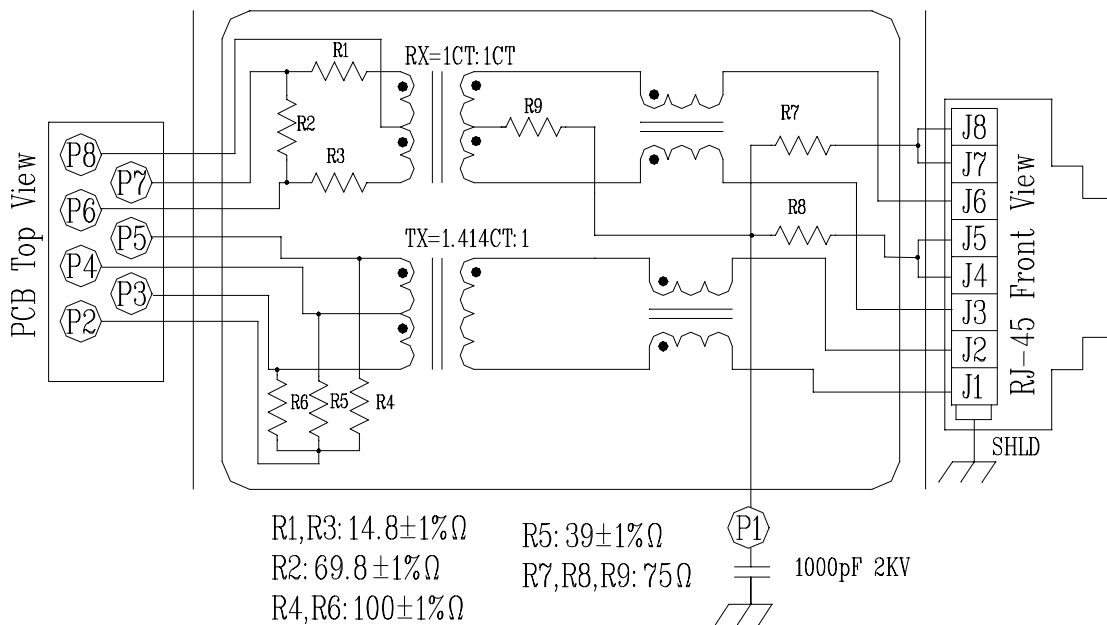 R1
RX=1CT:1CT
R9
R7
R2
R3
R8
TX=1.414CT:1
R6
R5
R4
PCB Top View
P8
P7
P6
P5
P4
P3
P2
J8
J7
J6
J5
J4
J3
J2
J1
RJ-45 Front View
SHLD
P1
1000pF 2KV
R1,R3: 14.8±1%Ω
R2: 69.8±1%Ω
R4,R6: 100±1%Ω
R5: 39±1%Ω
R7,R8,R9: 75Ω